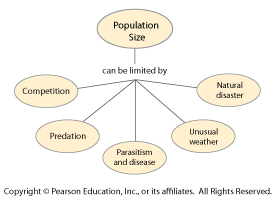 Population
Size
can be limited by
Competition
Natural
disaster
Predation
Unusual
weather
Parasitism
and disease
Copyright © Pearson Education, Inc., or its affiliates. All Rights Reserved.